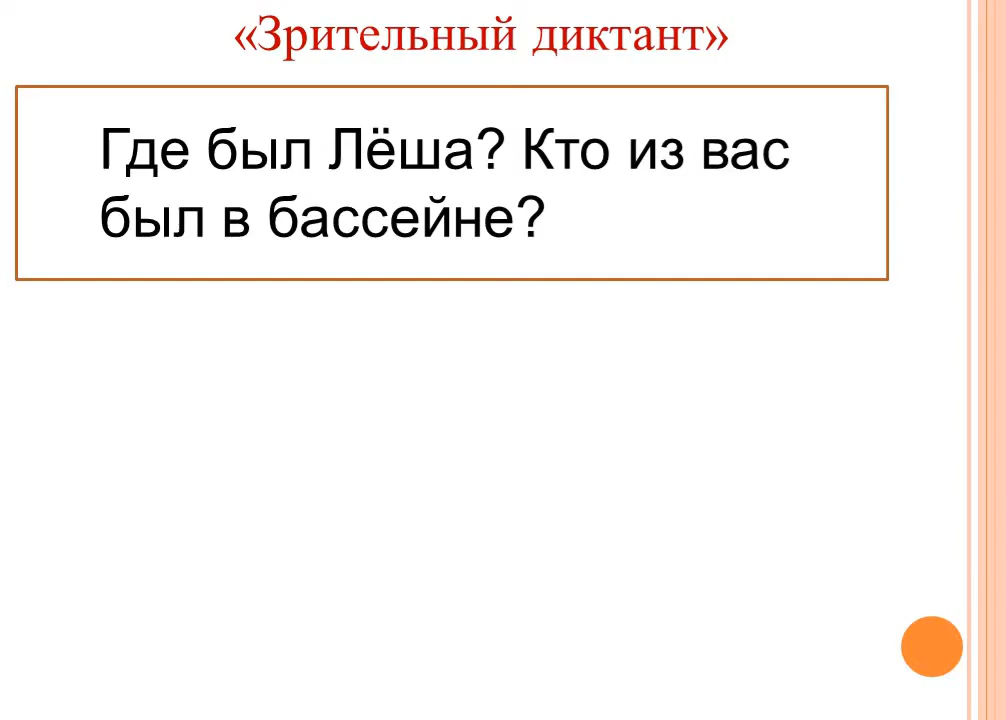 «Зрительный диктант»
Где был Лёша? Кто из вас
был в бассейне?